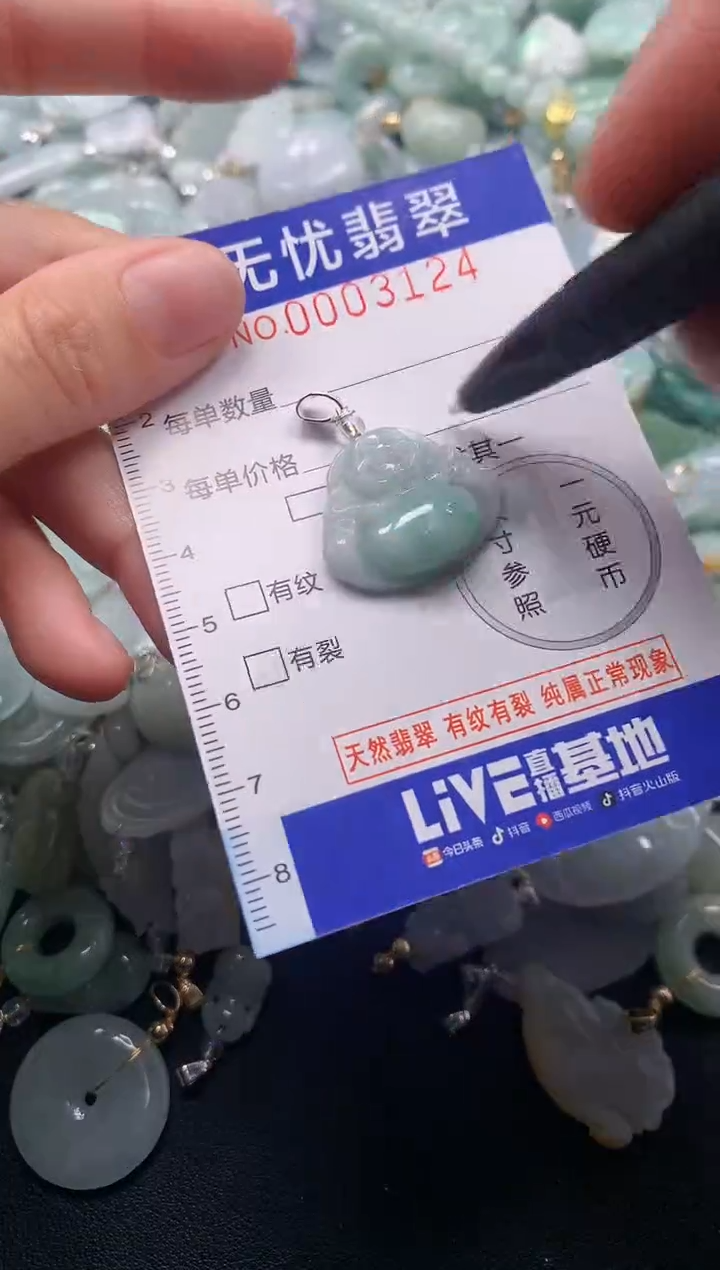 无忧翡翠
NO.0003124
每单数量
每单价格
其一
有纹
有裂
一元硬币
寸参照
天然翡翠 有纹有裂 纯属正常现象
LIVE直播基地
今日头条 抖音 西瓜视频 抖音火山版
2
3
4
5
6
7
8